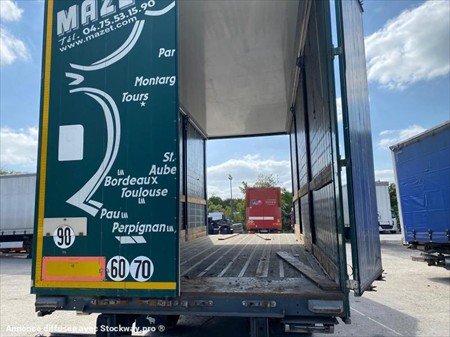 MAZET
Tél. 04.75.53.15.90
www.mazet.com
Par
Montarg
Tours
St.
Aube
Bordeaux
Toulouse
Pau
Perpignan
90
60 70
Annonce diffusée avec Stockway.pro ®